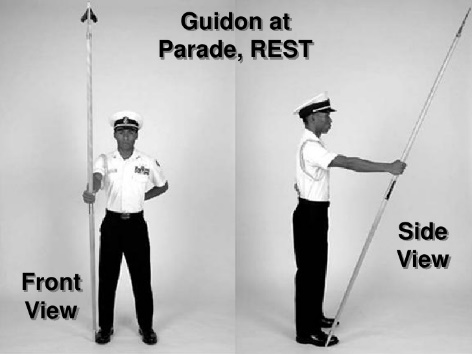 Guidon at
Parade, REST
Front
View
Side
View